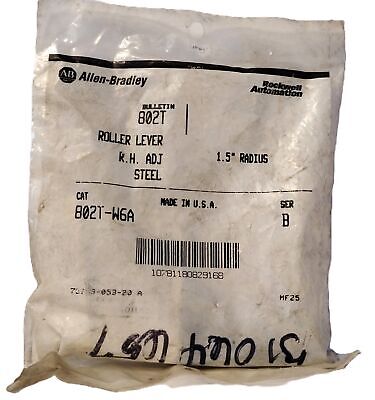 AB Allen-Bradley
Rockwell Automation
BULLETIN
802T
ROLLER LEVER
R.H. ADJ 1.5" RADIUS
STEEL
CAT MADE IN U.S.A. SER
802T-W6A B
10781180829168
MF25